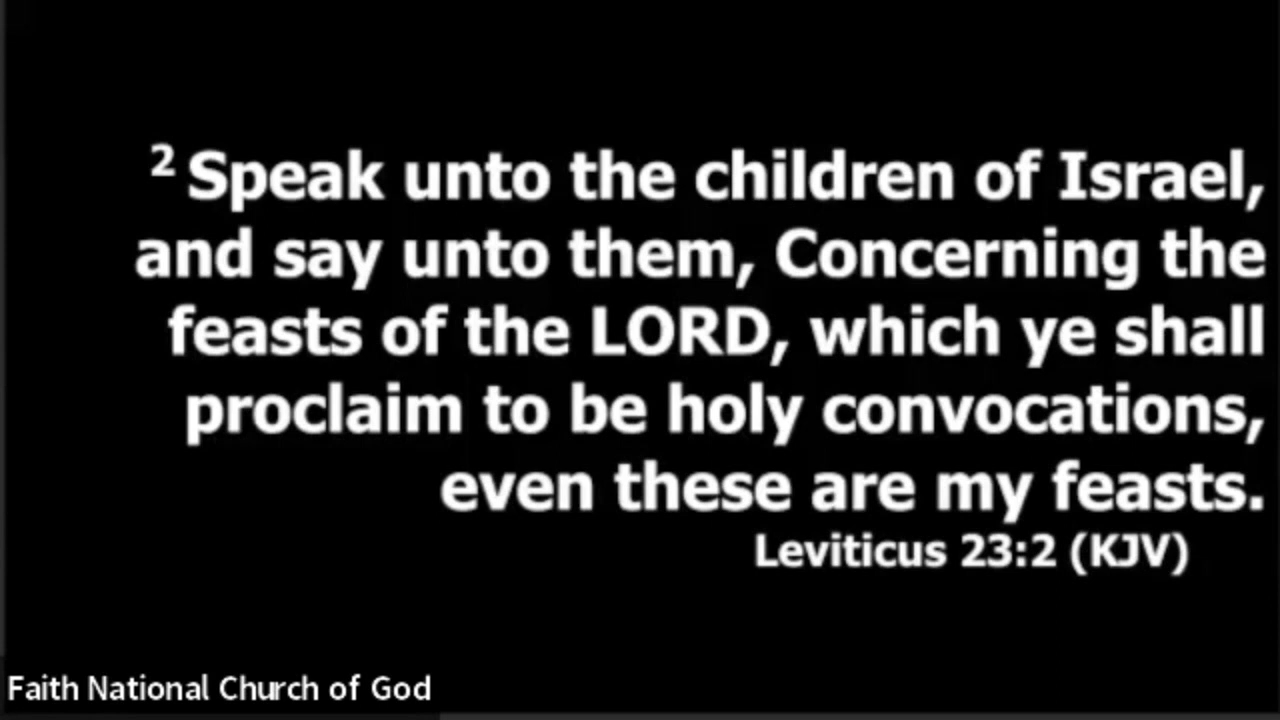 2 Speak unto the children of Israel,
and say unto them, Concerning the
feasts of the LORD, which ye shall
proclaim to be holy convocations,
even these are my feasts.
Leviticus 23:2 (KJV)
Faith National Church of God